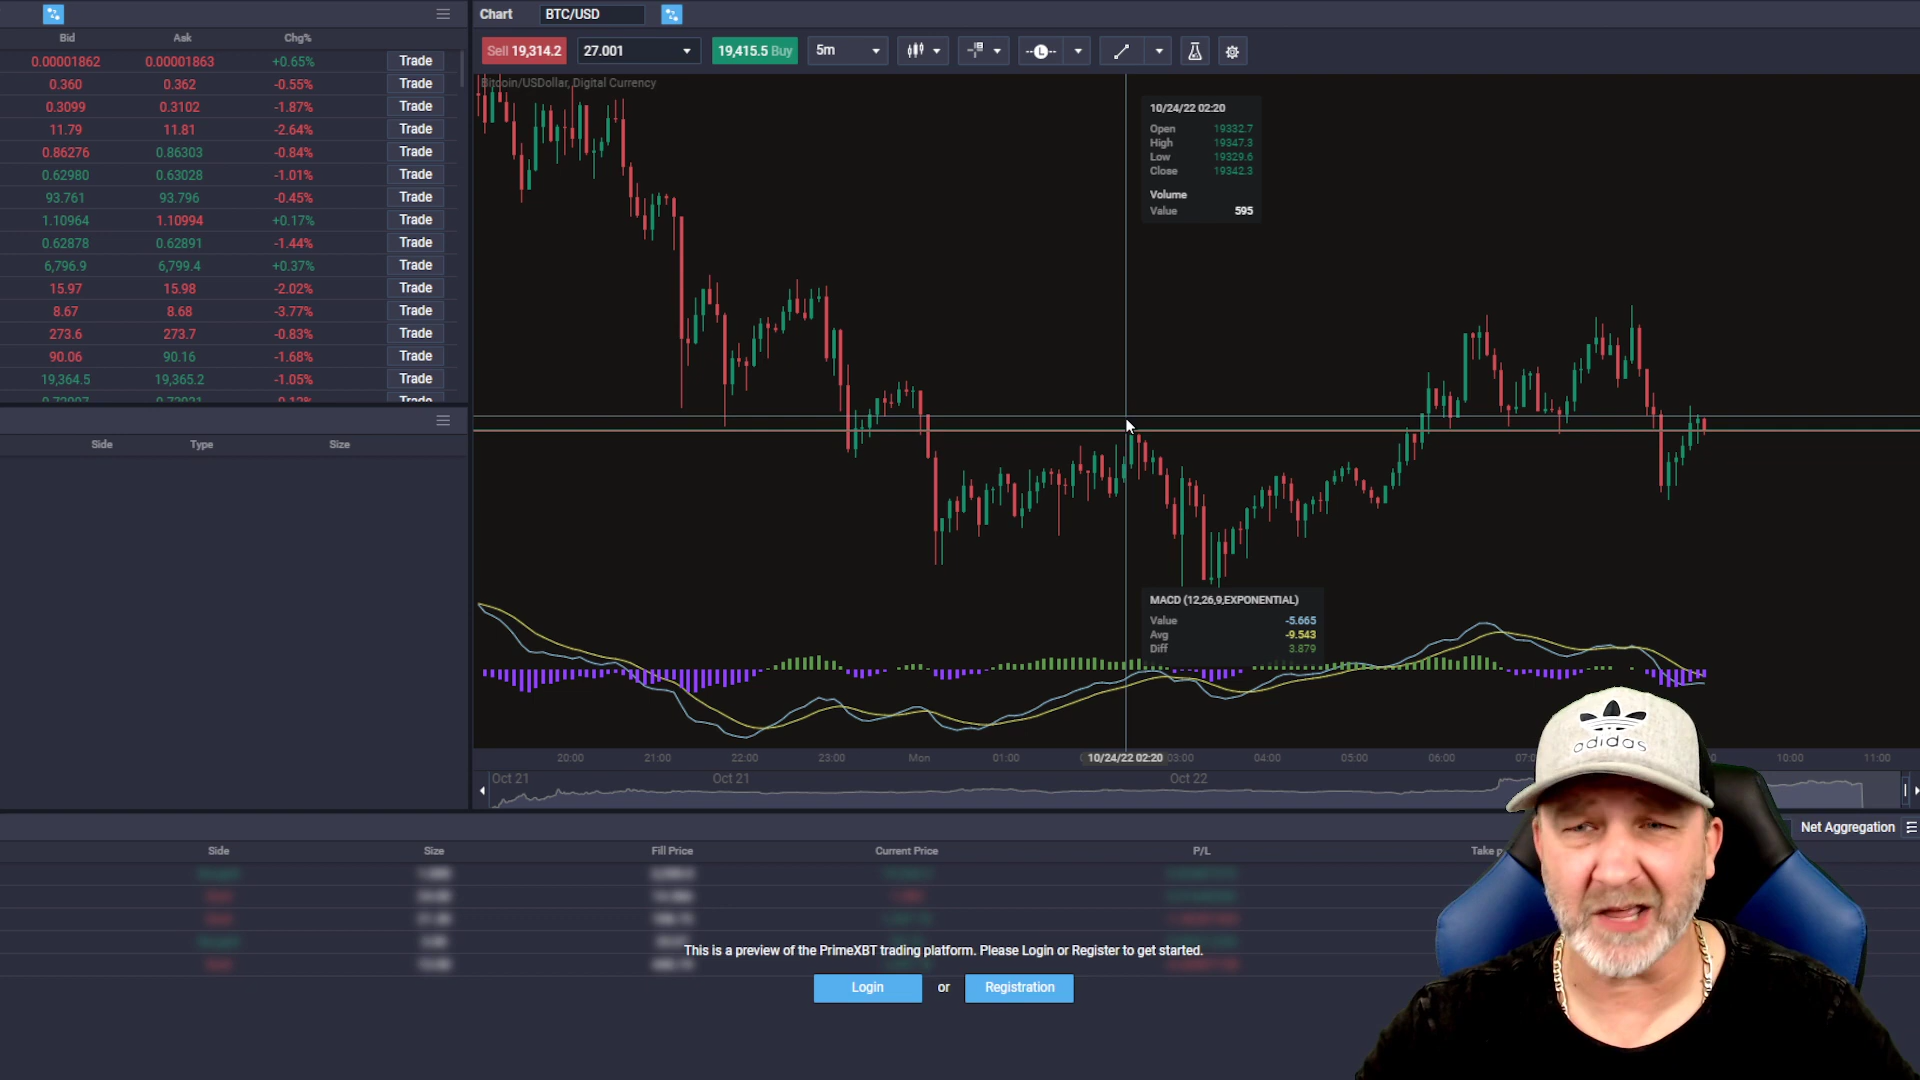 Chart BTC/USD
Bid Ask Chg%
Sell 19,314.2 27.001 19,415.5 Buy 5m L
0.00001862 0.00001863 +0.65% Trade
0.360 0.362 -0.55% Trade
0.3099 0.3102 -1.87% Trade
11.79 11.81 -2.64% Trade
0.86276 0.86303 -0.84% Trade
0.62980 0.63028 -1.01% Trade
93.761 93.796 -0.45% Trade
1.10964 1.10994 +0.17% Trade
0.62878 0.62891 -1.44% Trade
6,796.9 6,799.4 +0.37% Trade
15.97 15.98 -2.02% Trade
8.67 8.68 -3.77% Trade
273.6 273.7 -0.83% Trade
90.06 90.16 -1.68% Trade
19,364.5 19,365.2 -1.05% Trade
Trade
Side Type Size
Bitcoin/USDollar, Digital Currency
10/24/22 02:20
Open 19332.7
High 19347.3
Low 19329.6
Close 19342.3
Volume
Value 595
MACD (12,26,9,EXPONENTIAL)
Value -5.665
Avg -9.543
Diff 3.879
20:00 21:00 22:00 23:00 Mon 01:00 10/24/22 02:20 03:00 04:00 05:00 06:00 10:00 11:00
Oct 21 Oct 21 Oct 22
adidas
Net Aggregation
Side Size Fill Price Current Price P/L Take
This is a preview of the PrimeXBT trading platform. Please Login or Register to get started.
Login or Registration